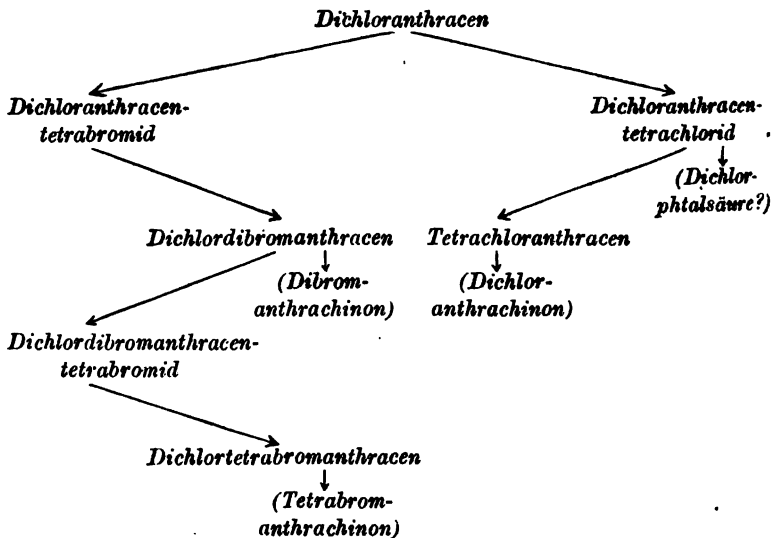 Dichloranthracen
Dichloranthracen-
tetrabromid
Dichloranthracen-
tetrachlorid
(Dichlor-
phtalsäure?)
Dichlordibromanthracen
Tetrachloranthracen
(Dibrom-
anthrachinon)
(Dichlor-
anthrachinon)
Dichlordibromanthracen-
tetrabromid
Dichlortetrabromanthracen
(Tetrabrom-
anthrachinon)